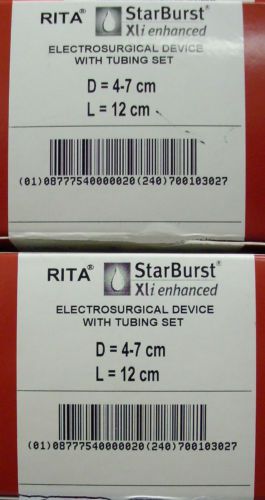 RITA® StarBurst®
Xli enhanced
ELECTROSURGICAL DEVICE
WITH TUBING SET
D = 4-7 cm
L = 12 cm
(01)08777540000020(240)700103027
RITA® StarBurst®
Xli enhanced
ELECTROSURGICAL DEVICE
WITH TUBING SET
D = 4-7 cm
L = 12 cm
(01)08777540000020(240)700103027